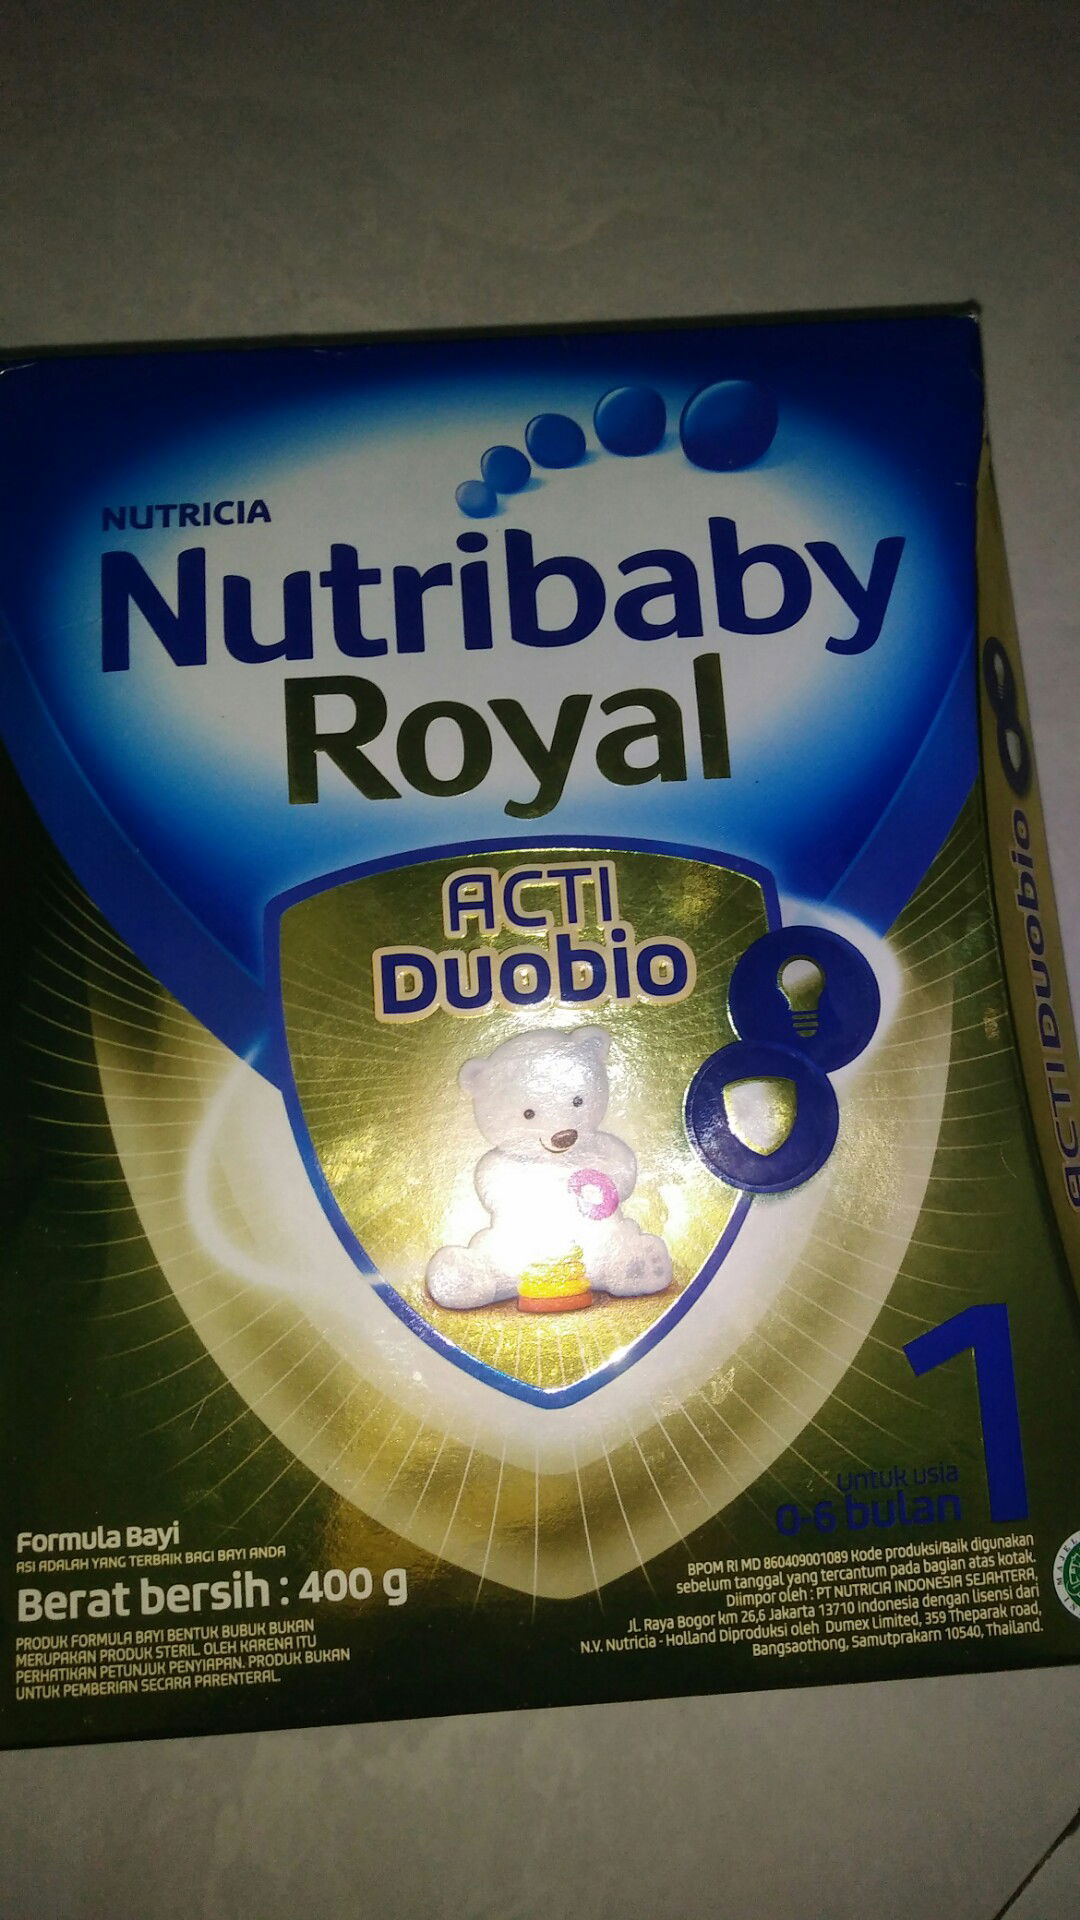 NUTRICIA
Nutribaby
Royal
ACTI
Duobio
ACTI Duobio
1
untuk usia
0-6 bulan
Formula Bayi
ASI ADALAH YANG TERBAIK BAGI BAYI ANDA
Berat bersih : 400 g
PRODUK FORMULA BAYI BENTUK BUBUK BUKAN
MERUPAKAN PRODUK STERIL. OLEH KARENA ITU
PERHATIKAN PETUNJUK PENYIAPAN. PRODUK BUKAN
UNTUK PEMBERIAN SECARA PARENTERAL.
BPOM RI MD 860409001089 Kode produksi/Baik digunakan
sebelum tanggal yang tercantum pada bagian atas kotak.
Diimpor oleh : PT NUTRICIA INDONESIA SEJAHTERA,
JL. Raya Bogor km 26,6 Jakarta 13710 Indonesia dengan lisensi dari
N.V. Nutricia - Holland Diproduksi oleh Dumex Limited, 359 Theparak road,
Bangsaothong, Samutprakarn 10540, Thailand.